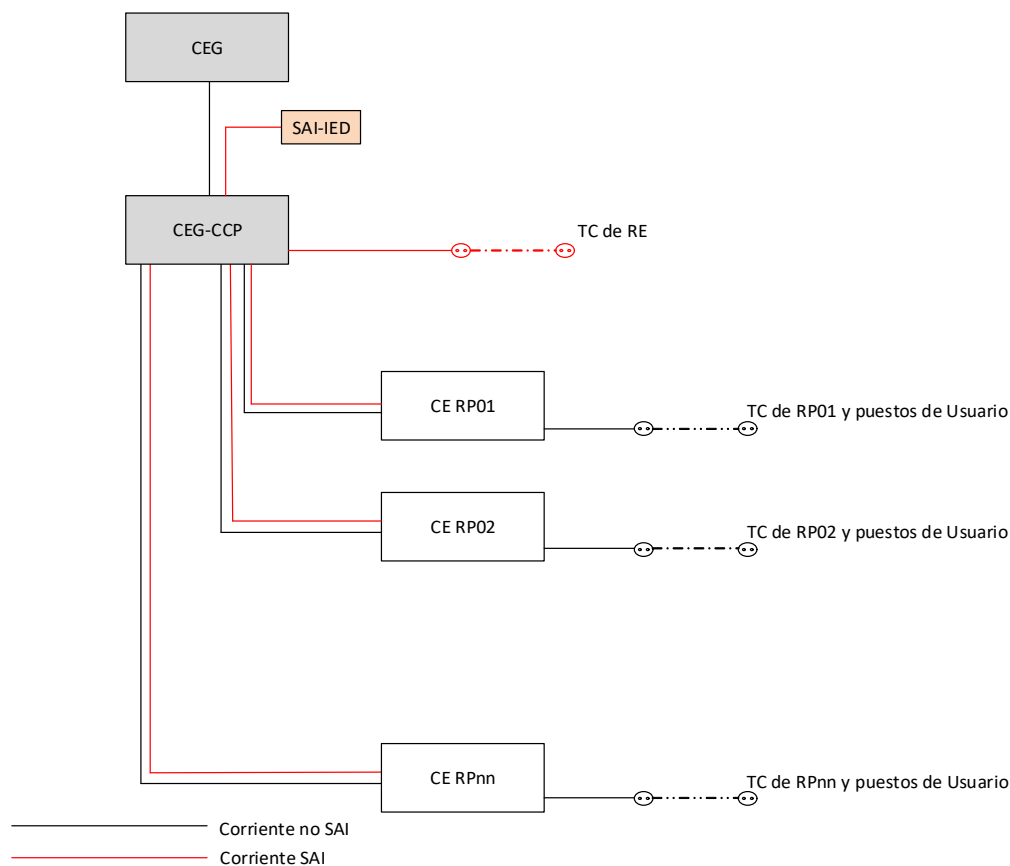 CEG
SAI-IED
CEG-CCP
TC de RE
CE RP01
TC de RP01 y puestos de Usuario
CE RP02
TC de RP02 y puestos de Usuario
CE RPnn
TC de RPnn y puestos de Usuario
Corriente no SAI
Corriente SAI